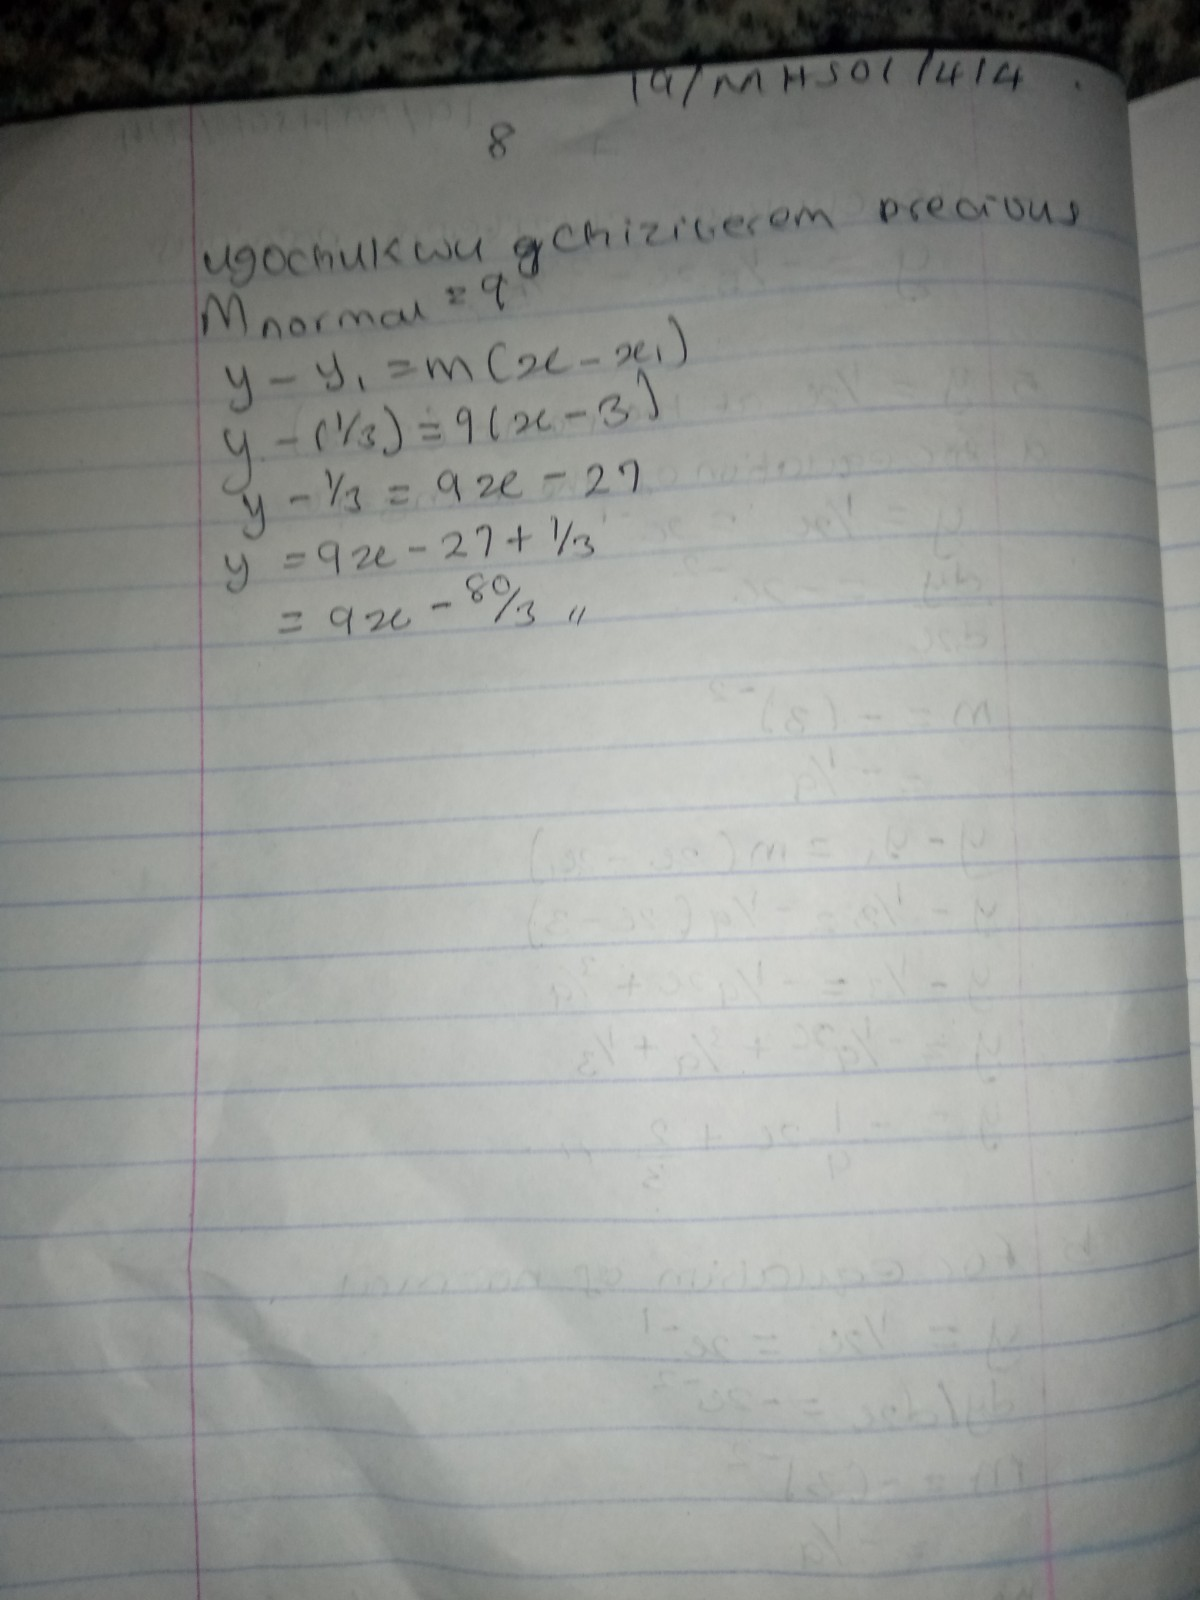 19/MHS01/414
8
ugochukwu chiziterem precious
Mnormal = 9
y - y₁ = m(x - x₁)
y - (1/3) = 9(x - 3)
y - 1/3 = 9x - 27
y = 9x - 27 + 1/3
= 9x - 80/3 "